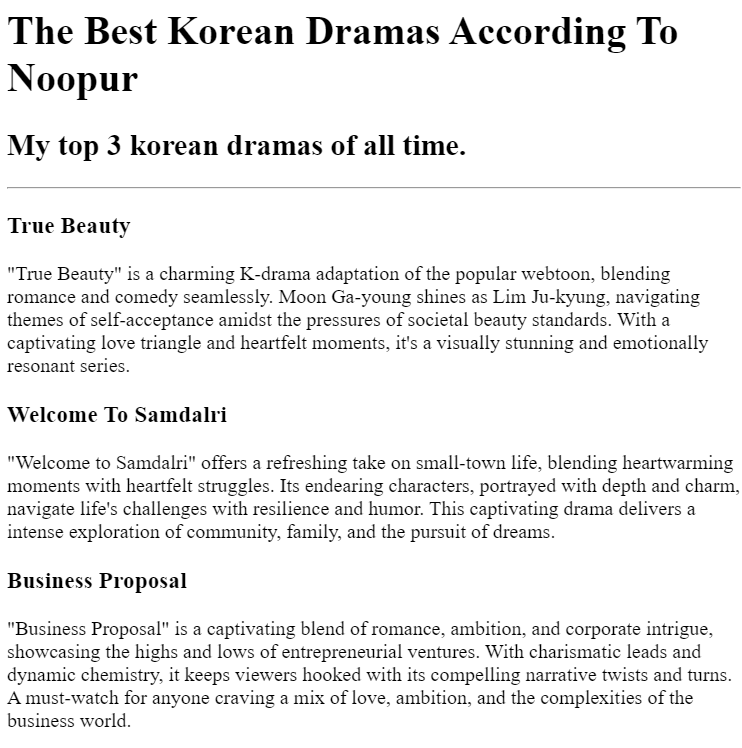 The Best Korean Dramas According To
Noopur
My top 3 korean dramas of all time.
True Beauty
"True Beauty" is a charming K-drama adaptation of the popular webtoon, blending
romance and comedy seamlessly. Moon Ga-young shines as Lim Ju-kyung, navigating
themes of self-acceptance amidst the pressures of societal beauty standards. With a
captivating love triangle and heartfelt moments, it's a visually stunning and emotionally
resonant series.
Welcome To Samdalri
"Welcome to Samdalri" offers a refreshing take on small-town life, blending heartwarming
moments with heartfelt struggles. Its endearing characters, portrayed with depth and charm,
navigate life's challenges with resilience and humor. This captivating drama delivers a
intense exploration of community, family, and the pursuit of dreams.
Business Proposal
"Business Proposal" is a captivating blend of romance, ambition, and corporate intrigue,
showcasing the highs and lows of entrepreneurial ventures. With charismatic leads and
dynamic chemistry, it keeps viewers hooked with its compelling narrative twists and turns.
A must-watch for anyone craving a mix of love, ambition, and the complexities of the
business world.